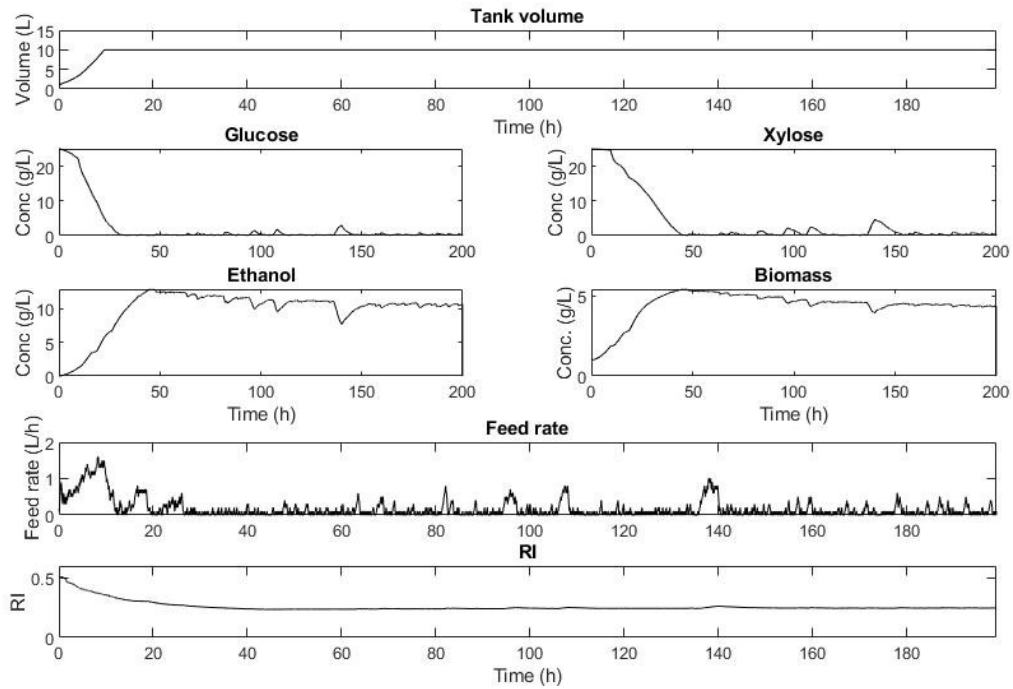 Tank volume
Volume (L)
15
10
5
0
0 20 40 60 80 100 120 140 160 180
Time (h)
Glucose
Conc (g/L)
20
10
0
0 50 100 150 200
Xylose
Conc (g/L)
20
10
0
0 50 100 150 200
Ethanol
Conc (g/L)
10
5
0
0 50 100 150 200
Time (h)
Biomass
Conc. (g/L)
5
0
0 50 100 150 200
Time (h)
Feed rate
Feed rate (L/h)
2
1
0
0 20 40 60 80 100 120 140 160 180
RI
RI
0.5
0
0 20 40 60 80 100 120 140 160 180
Time (h)